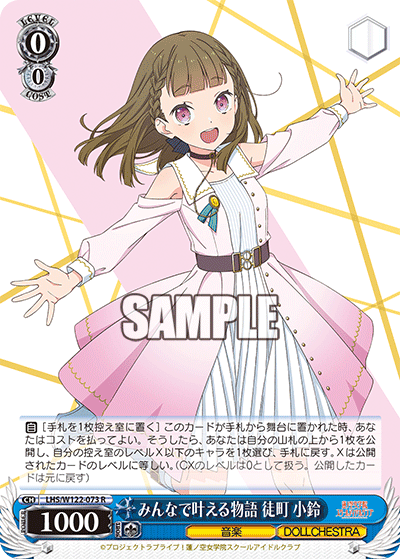 LEVEL
0
0
COST
SAMPLE
自 [手札を1枚控え室に置く] このカードが手札から舞台に置かれた時、あ
なたはコストを払ってよい。そうしたら、あなたは自分の山札の上から1枚を公
開し、自分の控え室のレベルX以下のキャラを1枚選び、手札に戻す。Xは公開
されたカードのレベルに等しい。(CXのレベルは0として扱う。公開したカー
ドは元に戻す)
CH
LHS/W122-073 R
みんなで叶える物語 徒町 小鈴
POWER
1000
音楽
DOLLCHESTRA
©プロジェクトラブライブ!蓮ノ空女学院スクールアイドルクラブ